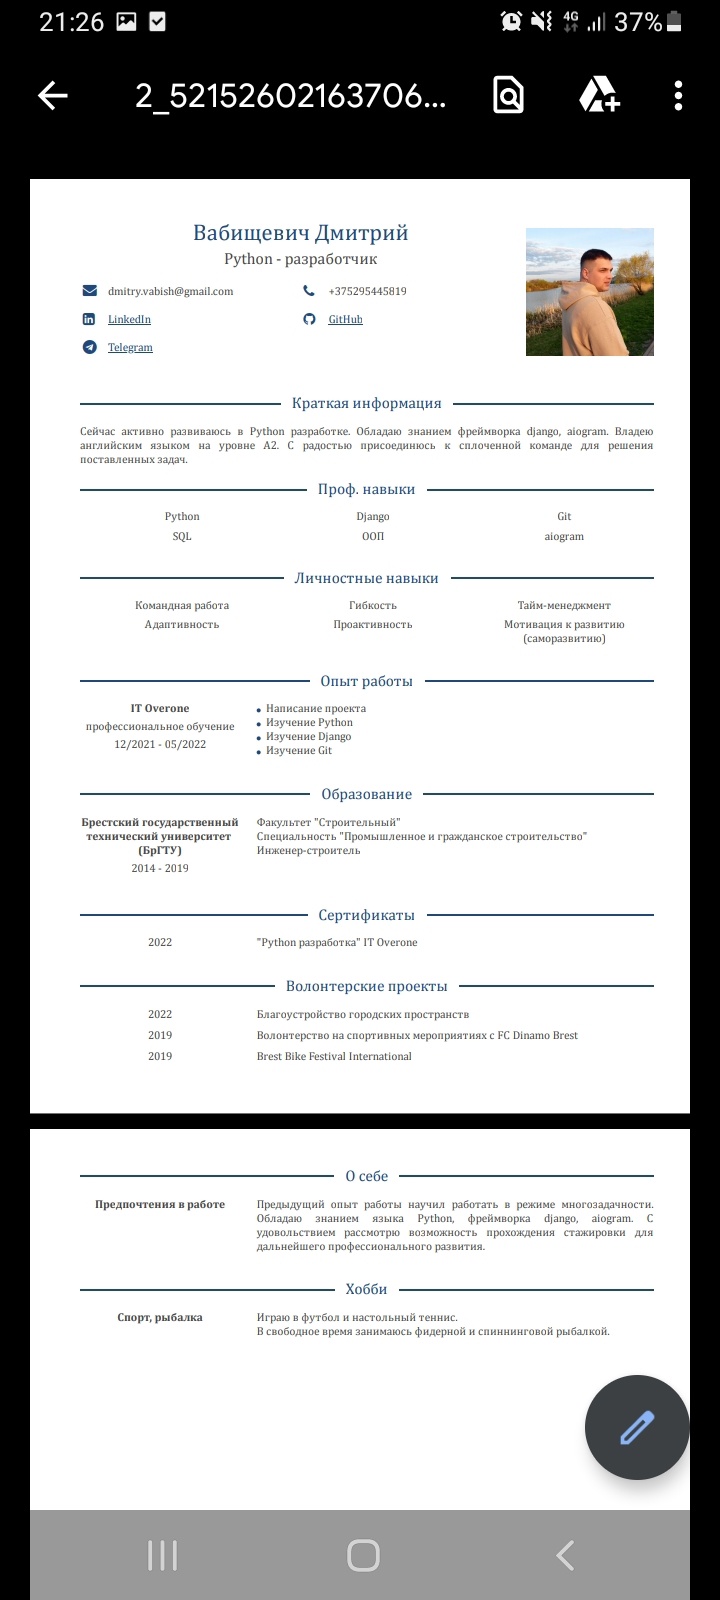 21:26
4G
37%
2_52152602163706...
Вабищевич Дмитрий
Python - разработчик
dmitry.vabish@gmail.com +375295445819
LinkedIn GitHub
Telegram
Краткая информация
Сейчас активно развиваюсь в Python разработке. Обладаю знанием фреймворка django, aiogram. Владею
английским языком на уровне А2. С радостью присоединюсь к сплоченной команде для решения
поставленных задач.
Проф. навыки
Python Django Git
SQL ООП aiogram
Личностные навыки
Командная работа Гибкость Тайм-менеджмент
Адаптивность Проактивность Мотивация к развитию
(саморазвитию)
Опыт работы
IT Overone
профессиональное обучение
12/2021 - 05/2022
• Написание проекта
• Изучение Python
• Изучение Django
• Изучение Git
Образование
Брестский государственный
технический университет
(БрГТУ)
2014 - 2019
Факультет "Строительный"
Специальность "Промышленное и гражданское строительство"
Инженер-строитель
Сертификаты
2022 "Python разработка" IT Overone
Волонтерские проекты
2022 Благоустройство городских пространств
2019 Волонтерство на спортивных мероприятиях с FC Dinamo Brest
2019 Brest Bike Festival International
О себе
Предпочтения в работе
Предыдущий опыт работы научил работать в режиме многозадачности.
Обладаю знанием языка Python, фреймворка django, aiogram. С
удовольствием рассмотрю возможность прохождения стажировки для
дальнейшего профессионального развития.
Хобби
Спорт, рыбалка
Играю в футбол и настольный теннис.
В свободное время занимаюсь фидерной и спиннинговой рыбалкой.